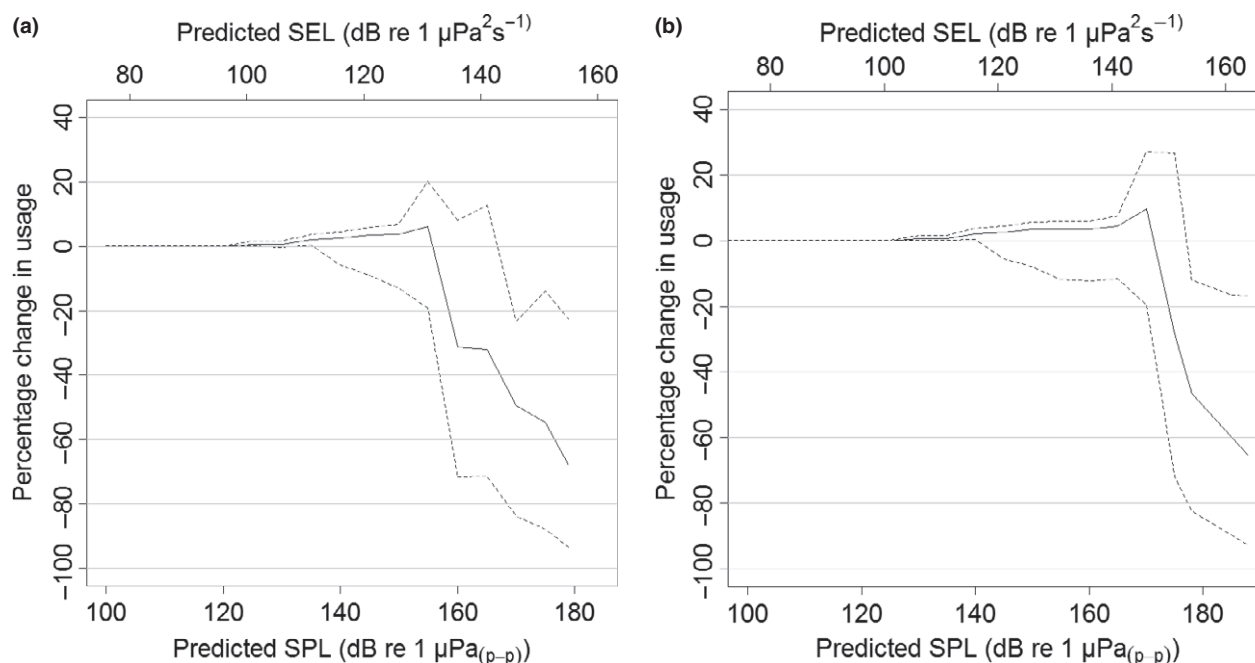 (a)
Predicted SEL (dB re 1 µPa²s⁻¹)
80 100 120 140 160
Percentage change in usage
40
20
0
−20
−40
−60
−80
−100
100 120 140 160 180
Predicted SPL (dB re 1 µPa(p–p))
(b)
Predicted SEL (dB re 1 µPa²s⁻¹)
80 100 120 140 160
Percentage change in usage
40
20
0
−20
−40
−60
−80
−100
100 120 140 160 180
Predicted SPL (dB re 1 µPa(p–p))